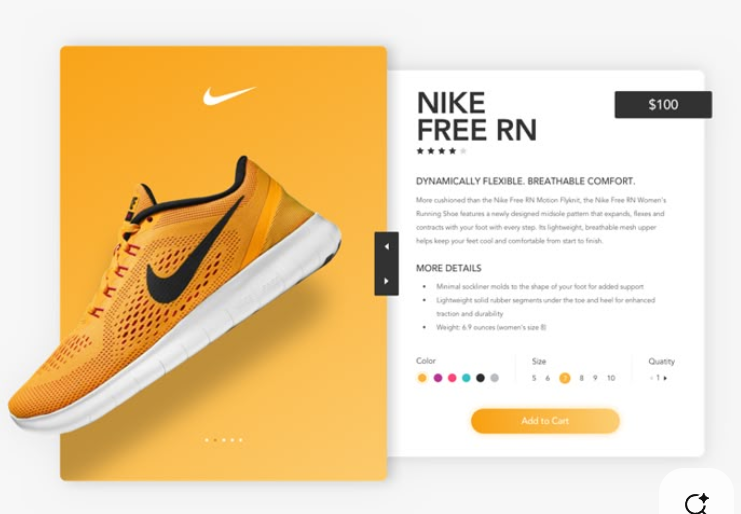 NIKE
FREE RN
$100
DYNAMICALLY FLEXIBLE. BREATHABLE COMFORT.
More cushioned than the Nike Free RN Motion Flyknit, the Nike Free RN Women's
Running Shoe features a newly designed midsole pattern that expands, flexes and
contracts with your foot with every step. Its lightweight, breathable mesh upper
helps keep your feet cool and comfortable from start to finish.
MORE DETAILS
• Minimal sockliner molds to the shape of your foot for added support
• Lightweight solid rubber segments under the toe and heel for enhanced
traction and durability
• Weight: 6.9 ounces (women's size 8)
Color
Size
Quatity
5 6 7 8 9 10
1
Add to Cart